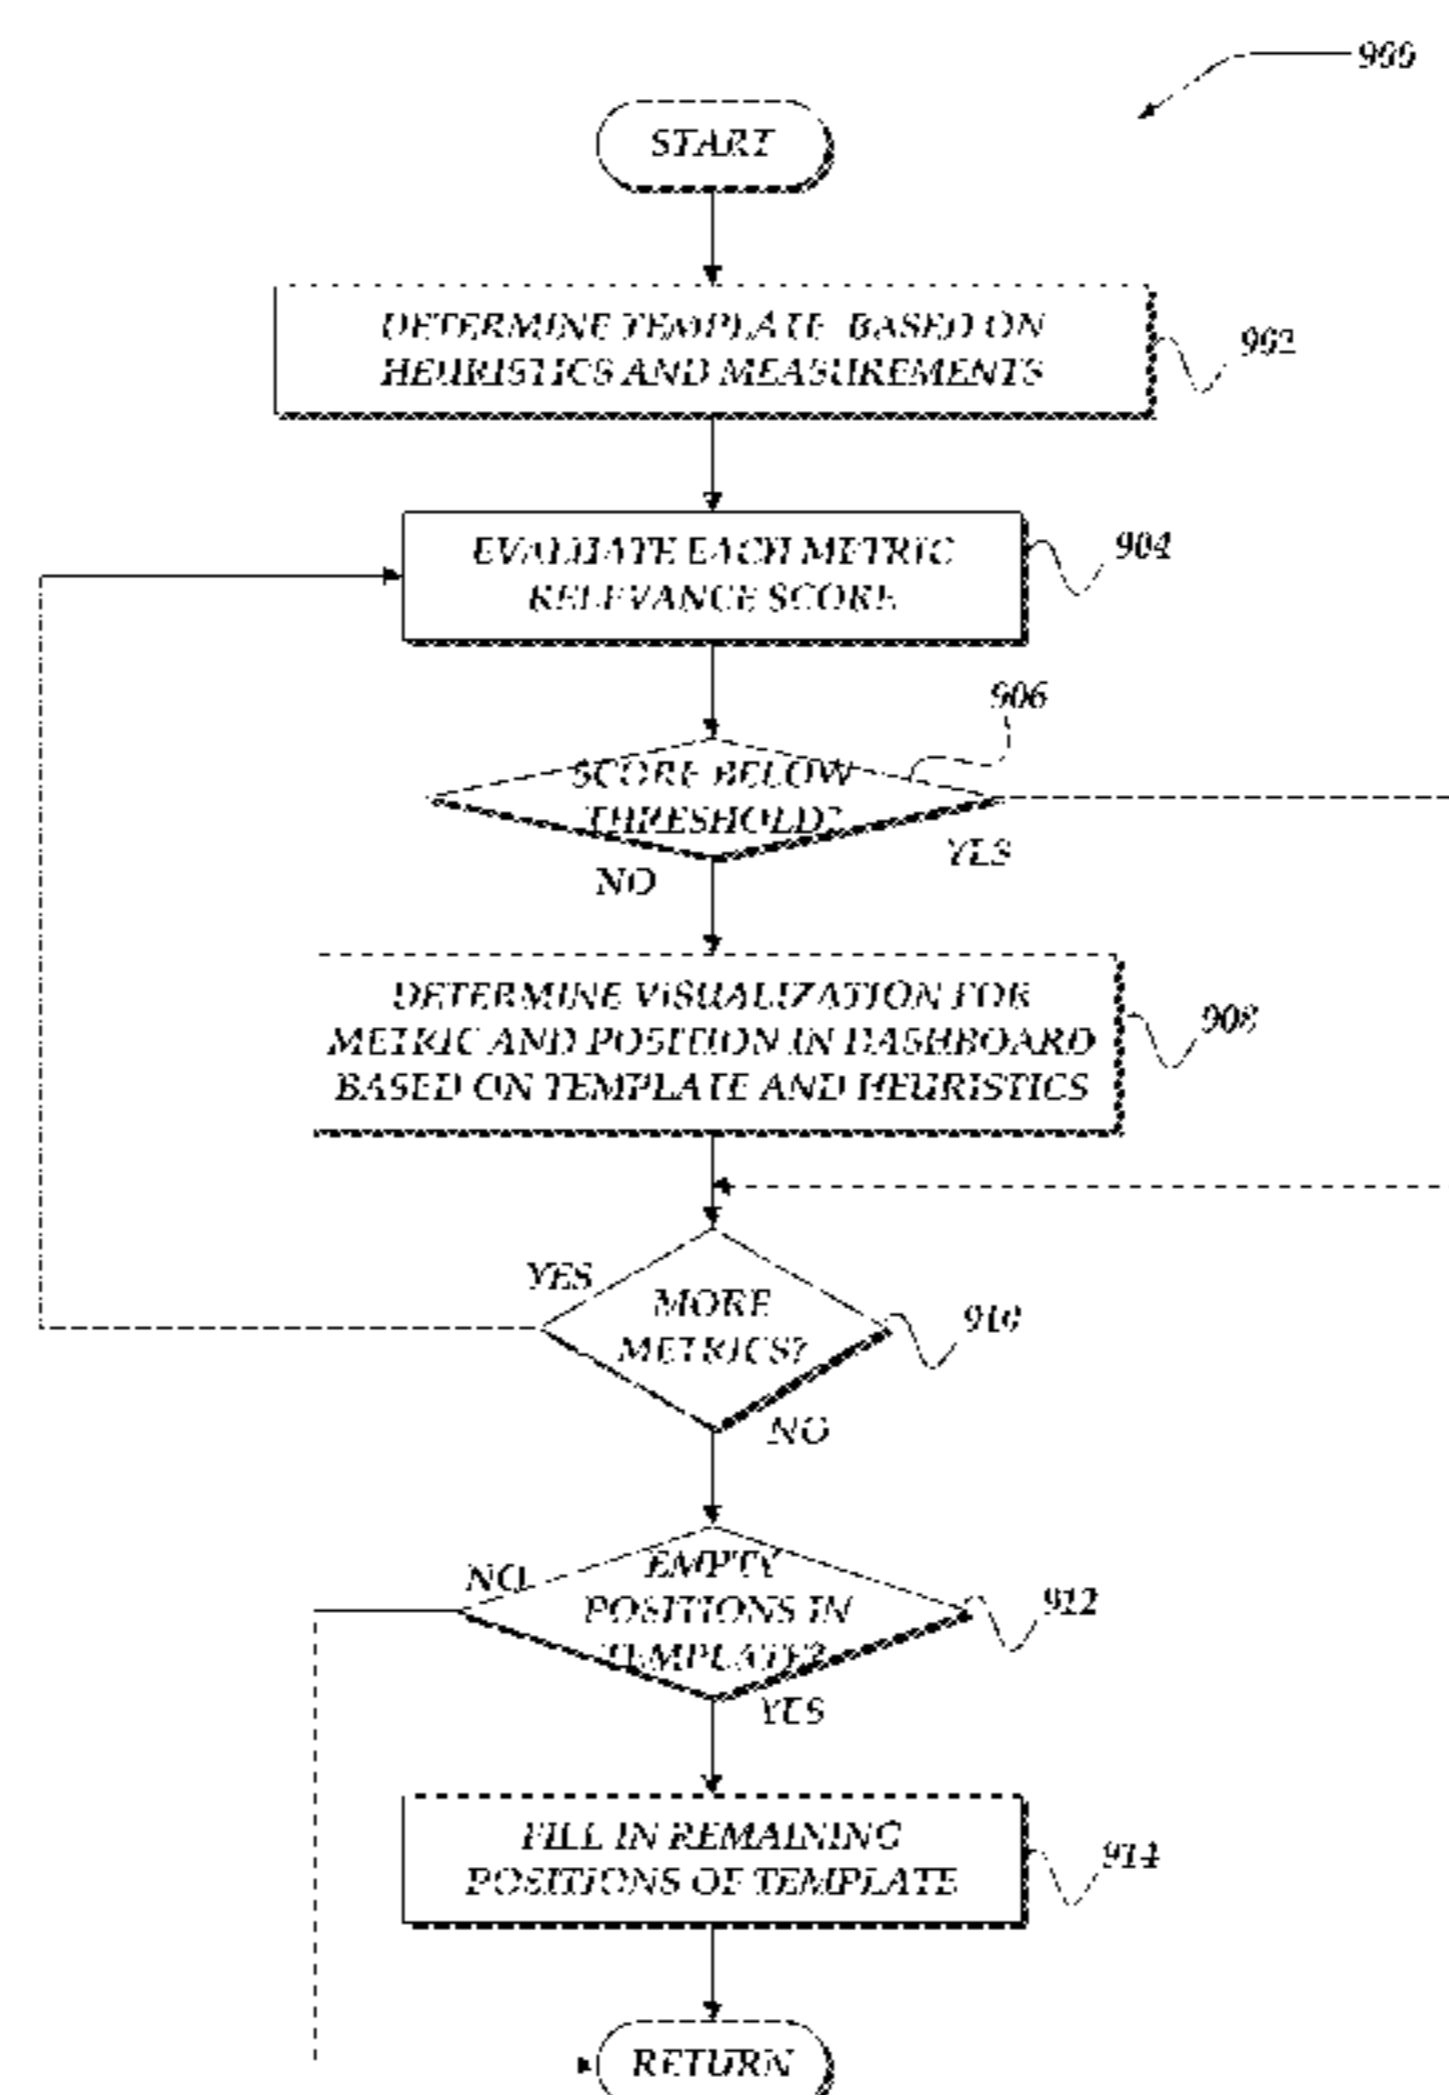 900
START
DETERMINE TEMPLATE BASED ON
HEURISTICS AND MEASUREMENTS
902
EVALUATE EACH METRIC
RELEVANCE SCORE
904
906
SCORE BELOW
THRESHOLD?
YES
NO
DETERMINE VISUALIZATION FOR
METRIC AND POSITION IN DASHBOARD
BASED ON TEMPLATE AND HEURISTICS
908
YES
MORE
METRICS?
910
NO
NO
EMPTY
POSITIONS IN
TEMPLATE?
912
YES
FILL IN REMAINING
POSITIONS OF TEMPLATE
914
RETURN